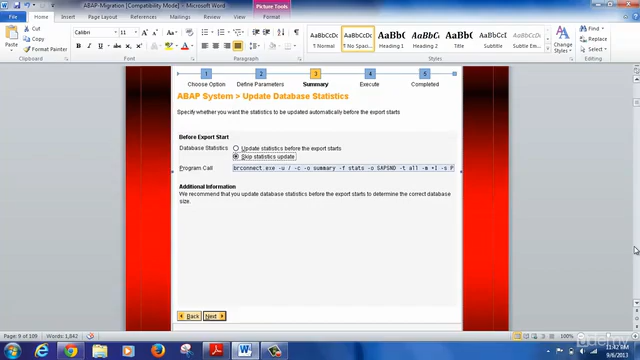 ABAP-Migration [Compatibility Mode] - Microsoft Word
Picture Tools
File Home Insert Page Layout References Mailings Review View Format
Paste
Cut
Copy
Format Painter
Clipboard
Calibri 11
Font
Paragraph
AaBbCcDc AaBbCcDc AaBbC AaBbCc AaB AaBbCc.
¶ Normal ¶ No Spaci... Heading 1 Heading 2 Title Subtitle
Change Styles
Styles
Find
Replace
Select
Editing
1 2 3 4 5
Choose Option Define Parameters Summary Execute Completed
ABAP System > Update Database Statistics
Specify whether you want the statistics to be updated automatically before the export starts
Before Export Start
Database Statistics Update statistics before the export starts
Skip statistics update
Program Call brconnect.exe -u / -c -o summary -f stats -o SAPSND -t all -m +I -s P
Additional Information
We recommend that you update database statistics before the export starts to determine the correct database
size.
Back Next
Page: 9 of 109 Words: 1,842 100%
Udemy
11:42 PM
9/6/2013